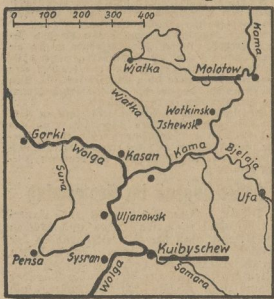 0 100 200 300 400
Kama
Wjatka
Molotow
Wjatka
Wotkinsk
Ishewsk
Gorki
Wolga
Kasan
Kama
Bjelaja
Sura
Ufa
Uljanowsk
Pensa
Sysran
Kuibyschew
Wolga
Samara